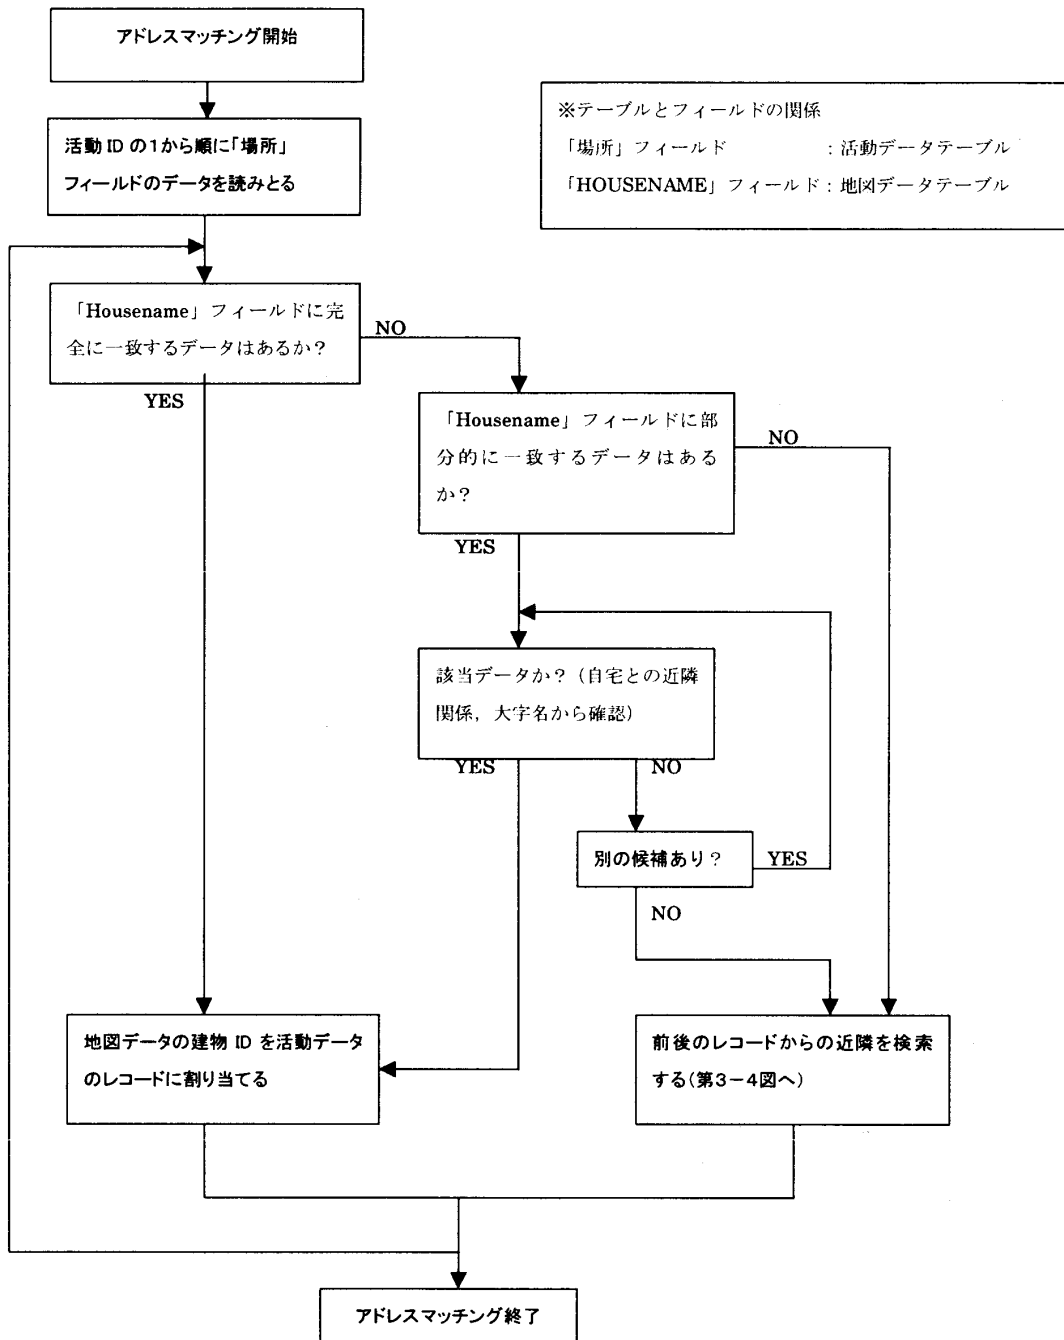 アドレスマッチング開始
※テーブルとフィールドの関係
「場所」フィールド　　　　：活動データテーブル
「HOUSENAME」フィールド：地図データテーブル
活動 ID の1から順に「場所」
フィールドのデータを読みとる
「Housename」フィールドに完
全に一致するデータはあるか？
NO
YES
「Housename」フィールドに部
分的に一致するデータはある
か？
NO
YES
該当データか？（自宅との近隣
関係，大字名から確認）
YES
NO
別の候補あり？
YES
NO
地図データの建物 ID を活動データ
のレコードに割り当てる
前後のレコードからの近隣を検索
する（第3－4図へ）
アドレスマッチング終了